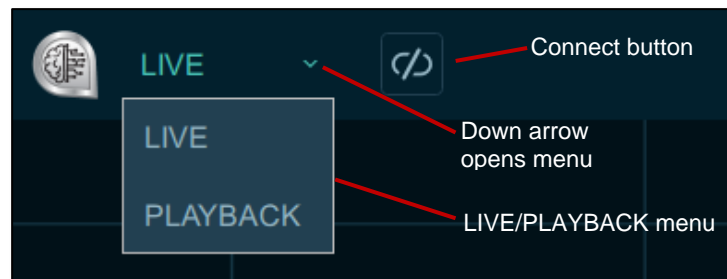 LIVE
Connect button
LIVE
Down arrow
opens menu
PLAYBACK
LIVE/PLAYBACK menu